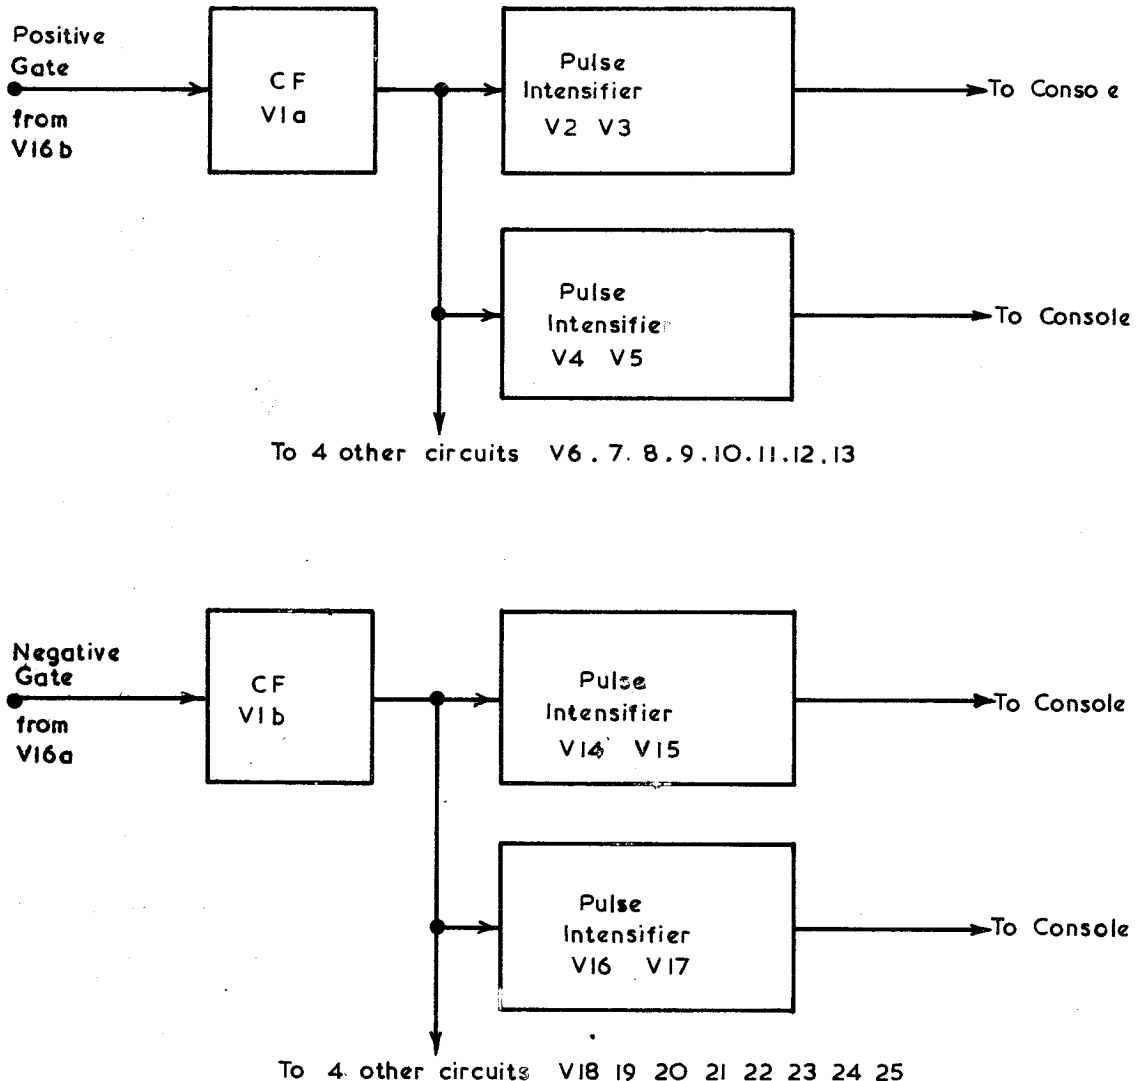 Positive
Gate
from
V16b
CF
V1a
Pulse
Intensifier
V2 V3
To Conso e
Pulse
Intensifier
V4 V5
To Console
To 4 other circuits V6.7.8.9.10.11.12.13
Negative
Gate
from
V16a
CF
V1b
Pulse
Intensifier
V14 V15
To Console
Pulse
Intensifier
V16 V17
To Console
To 4 other circuits V18 19 20 21 22 23 24 25